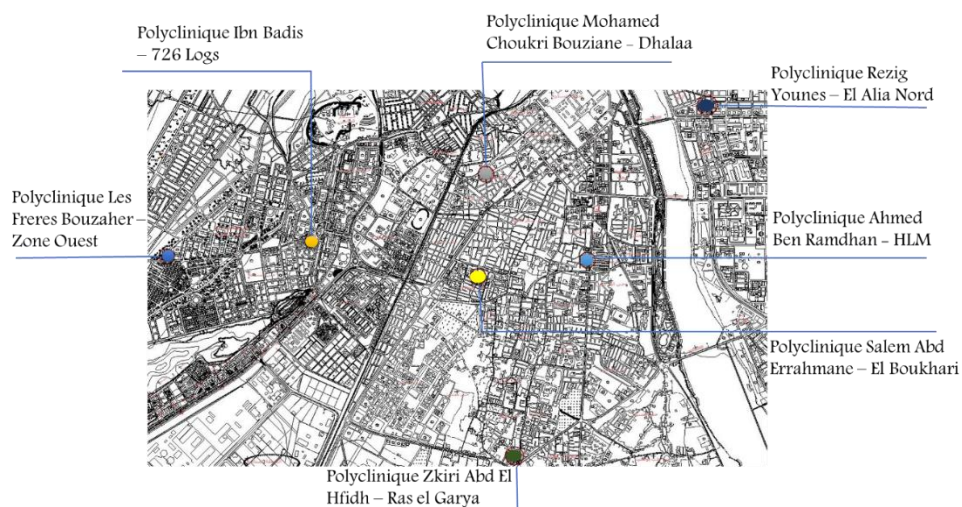 Polyclinique Ibn Badis
– 726 Logs
Polyclinique Mohamed
Choukri Bouziane – Dhalaa
Polyclinique Rezig
Younes – El Alia Nord
Polyclinique Les
Freres Bouzaher –
Zone Ouest
Polyclinique Ahmed
Ben Ramdhan – HLM
Polyclinique Salem Abd
Errahmane – El Boukhari
Polyclinique Zkiri Abd El
Hfidh – Ras el Garya